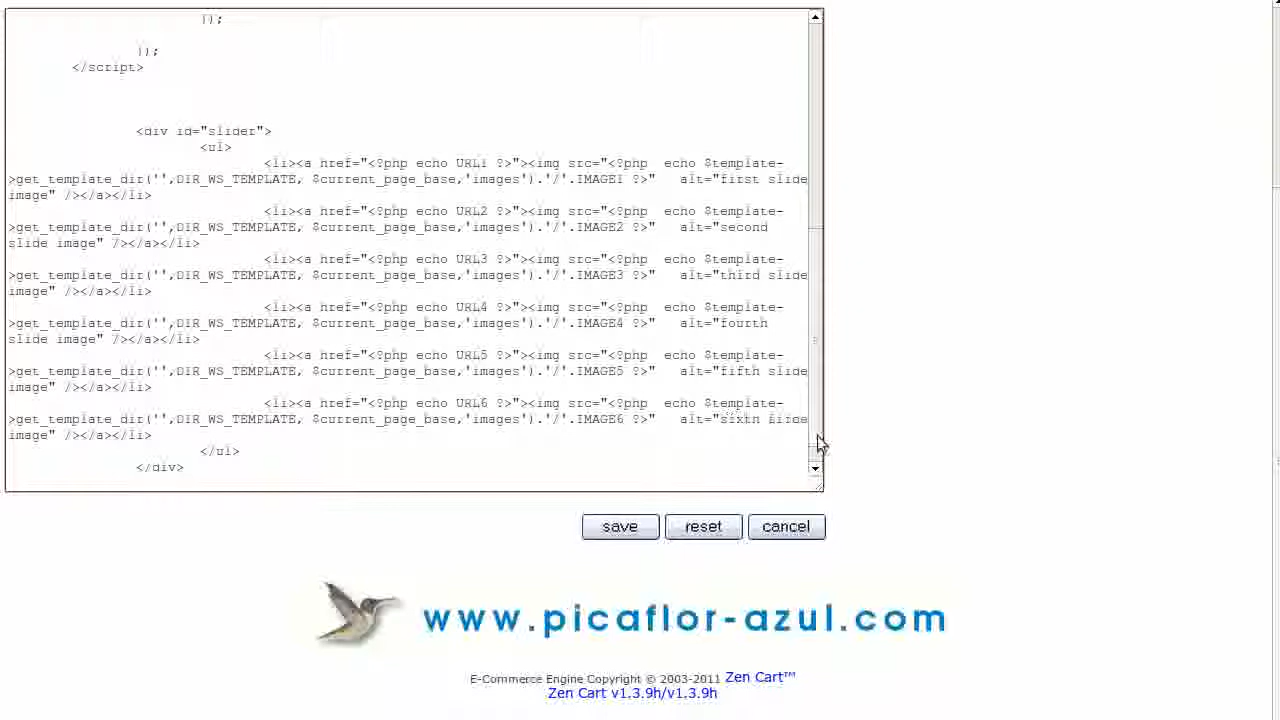 });
});
</script>
<div id="slider">
<ul>
<li><a href="<?php echo URL1 ?>"><img src="<?php  echo $template-
>get_template_dir('',DIR_WS_TEMPLATE, $current_page_base,'images').'/'.IMAGE1 ?>"   alt="first slide
image" /></a></li>
<li><a href="<?php echo URL2 ?>"><img src="<?php  echo $template-
>get_template_dir('',DIR_WS_TEMPLATE, $current_page_base,'images').'/'.IMAGE2 ?>"   alt="second
slide image" /></a></li>
<li><a href="<?php echo URL3 ?>"><img src="<?php  echo $template-
>get_template_dir('',DIR_WS_TEMPLATE, $current_page_base,'images').'/'.IMAGE3 ?>"   alt="third slide
image" /></a></li>
<li><a href="<?php echo URL4 ?>"><img src="<?php  echo $template-
>get_template_dir('',DIR_WS_TEMPLATE, $current_page_base,'images').'/'.IMAGE4 ?>"   alt="fourth
slide image" /></a></li>
<li><a href="<?php echo URL5 ?>"><img src="<?php  echo $template-
>get_template_dir('',DIR_WS_TEMPLATE, $current_page_base,'images').'/'.IMAGE5 ?>"   alt="fifth slide
image" /></a></li>
<li><a href="<?php echo URL6 ?>"><img src="<?php  echo $template-
>get_template_dir('',DIR_WS_TEMPLATE, $current_page_base,'images').'/'.IMAGE6 ?>"   alt="sixth slide
image" /></a></li>
</ul>
</div>
save reset cancel
www.picaflor-azul.com
E-Commerce Engine Copyright © 2003-2011 Zen Cart™
Zen Cart v1.3.9h/v1.3.9h